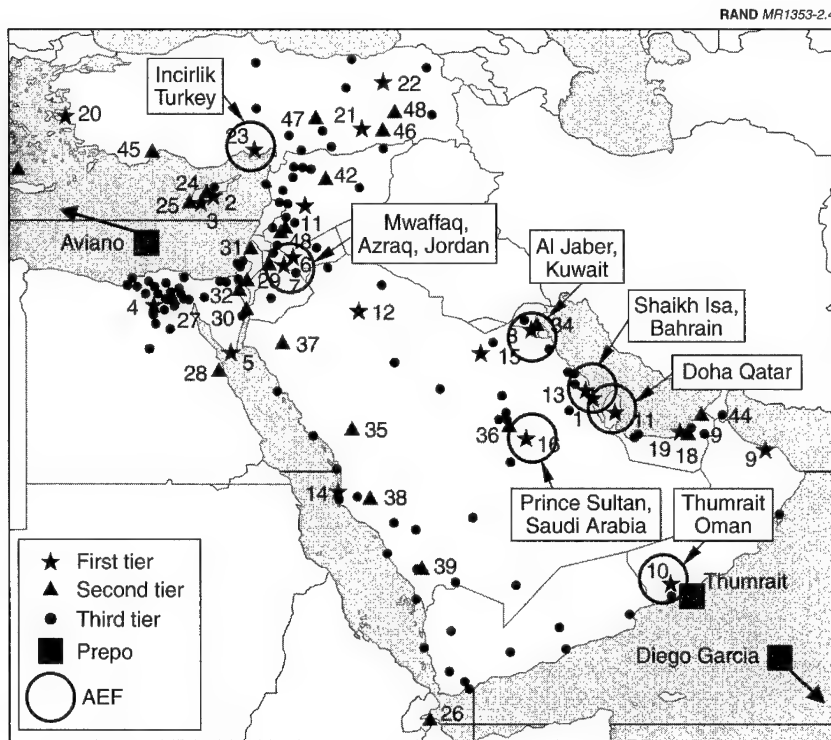 RAND MR1353-2.4
Incirlik
Turkey
22
20
47
21
48
46
23
45
42
24
2
25
3
11
Aviano
31
48
Mwaffaq,
Azraq, Jordan
6
7
29
32
4
27
30
5
28
37
12
Al Jaber,
Kuwait
34
8
15
Shaikh Isa,
Bahrain
Doha Qatar
13
1
11
44
9
19
18
9
36
16
35
14
38
39
Prince Sultan,
Saudi Arabia
Thumrait
Oman
10
Thumrait
Diego Garcia
26
First tier
Second tier
Third tier
Prepo
AEF